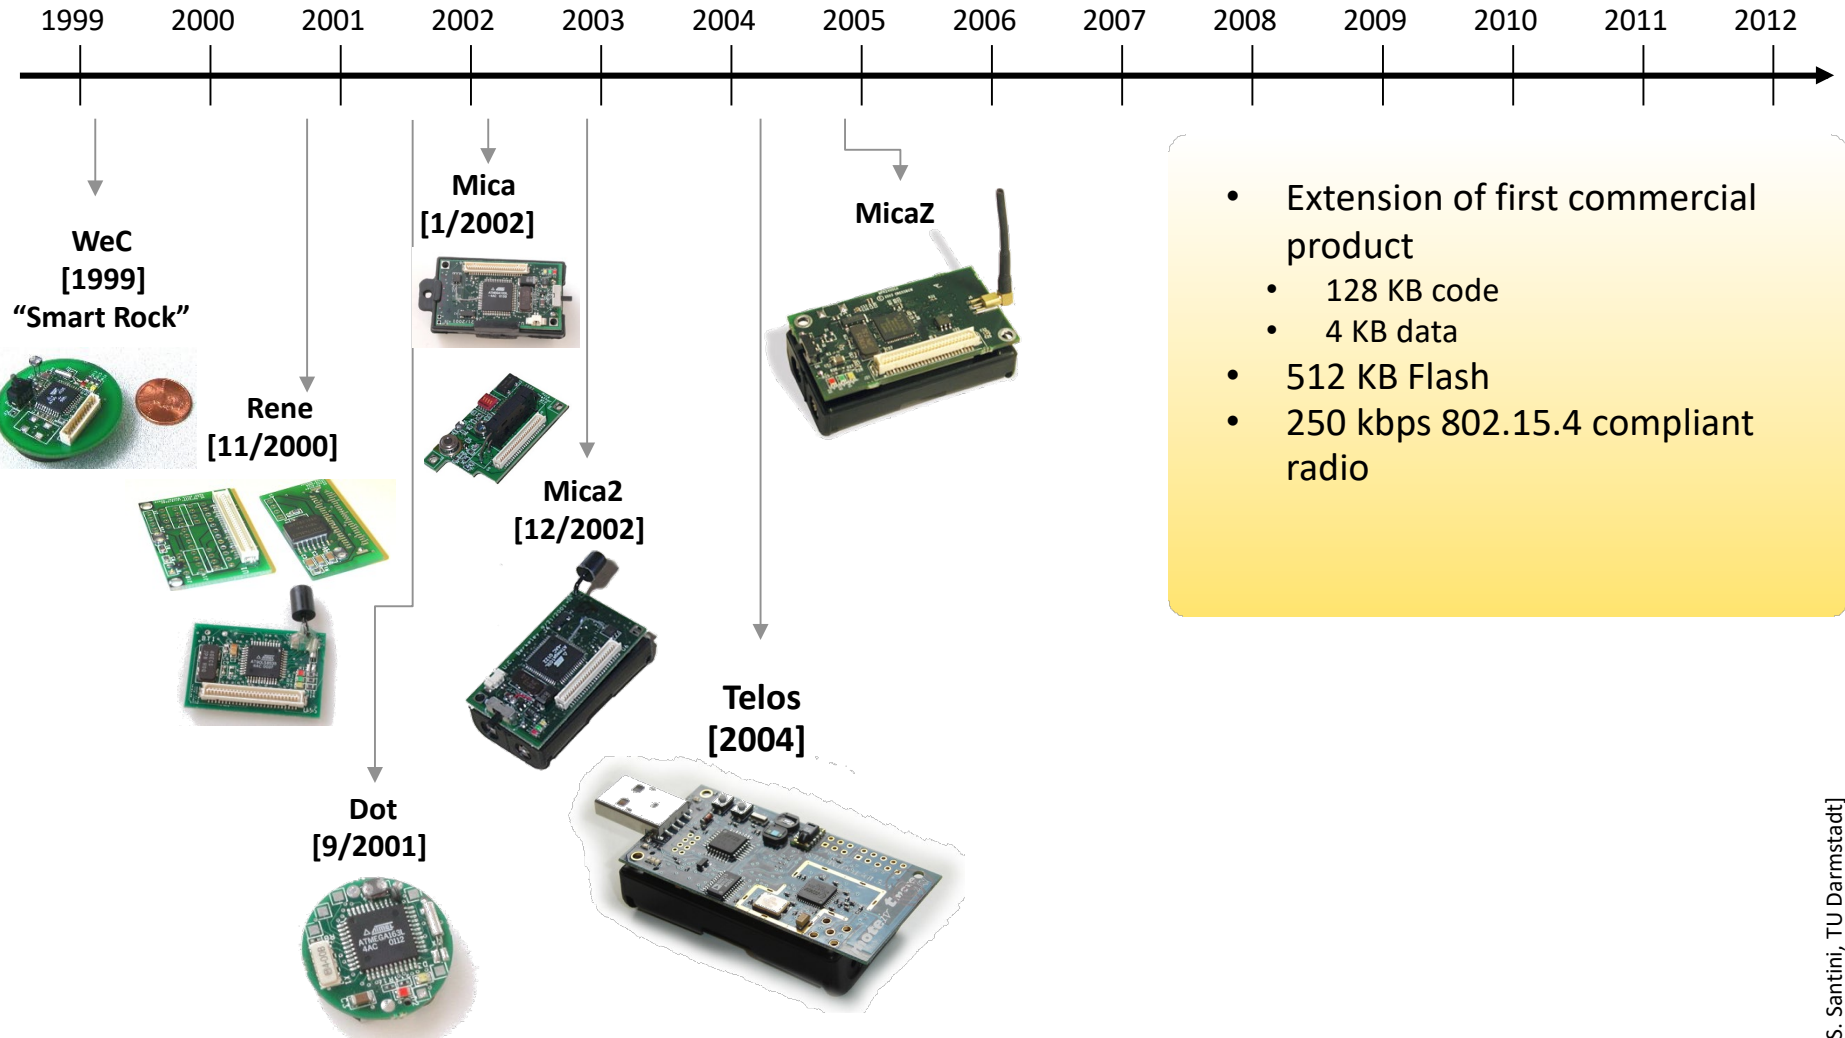 1999 2000 2001 2002 2003 2004 2005 2006 2007 2008 2009 2010 2011 2012
WeC
[1999]
“Smart Rock”
Rene
[11/2000]
Dot
[9/2001]
ATMEGA163L
4AC 0112
Mica
[1/2002]
Mica2
[12/2002]
Telos
[2004]
MicaZ
• Extension of first commercial
product
• 128 KB code
• 4 KB data
• 512 KB Flash
• 250 kbps 802.15.4 compliant
radio
S. Santini, TU Darmstadt]